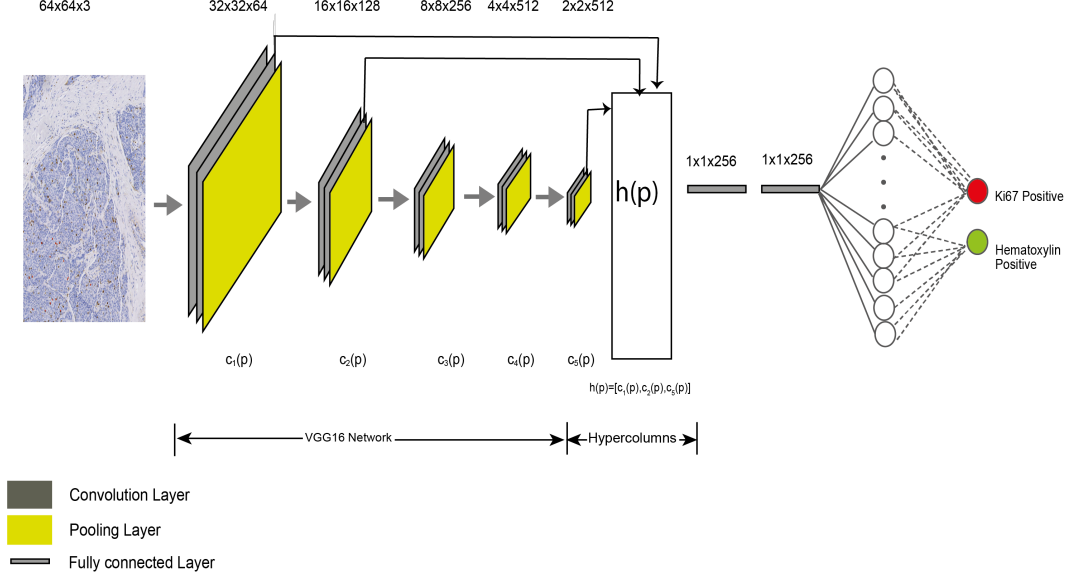 64x64x3
32x32x64
16x16x128
8x8x256
4x4x512
2x2x512
h(p)
1x1x256
1x1x256
Ki67 Positive
Hematoxylin
Positive
c₁(p)
c₂(p)
c₃(p)
c₄(p)
c₅(p)
h(p)=[c₁(p),c₂(p),c₅(p)]
VGG16 Network
Hypercolumns
Convolution Layer
Pooling Layer
Fully connected Layer